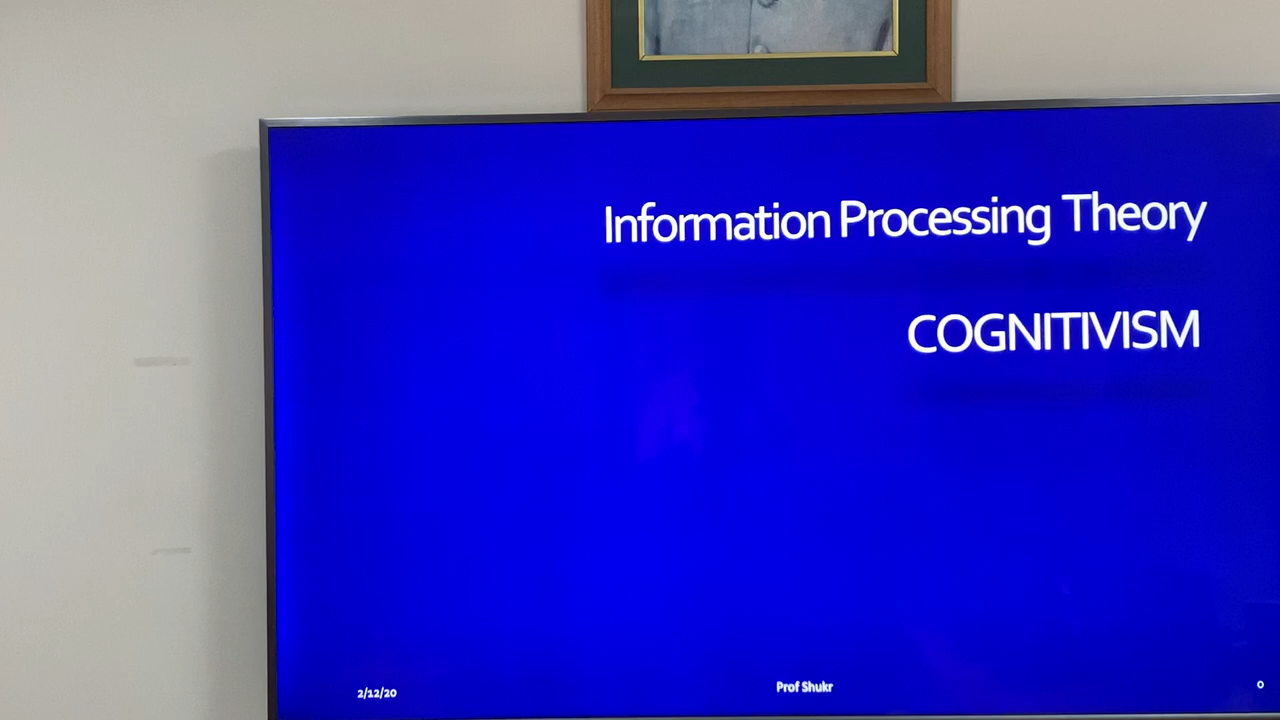 Information Processing Theory
COGNITIVISM
2/12/20
Prof Shukr
0